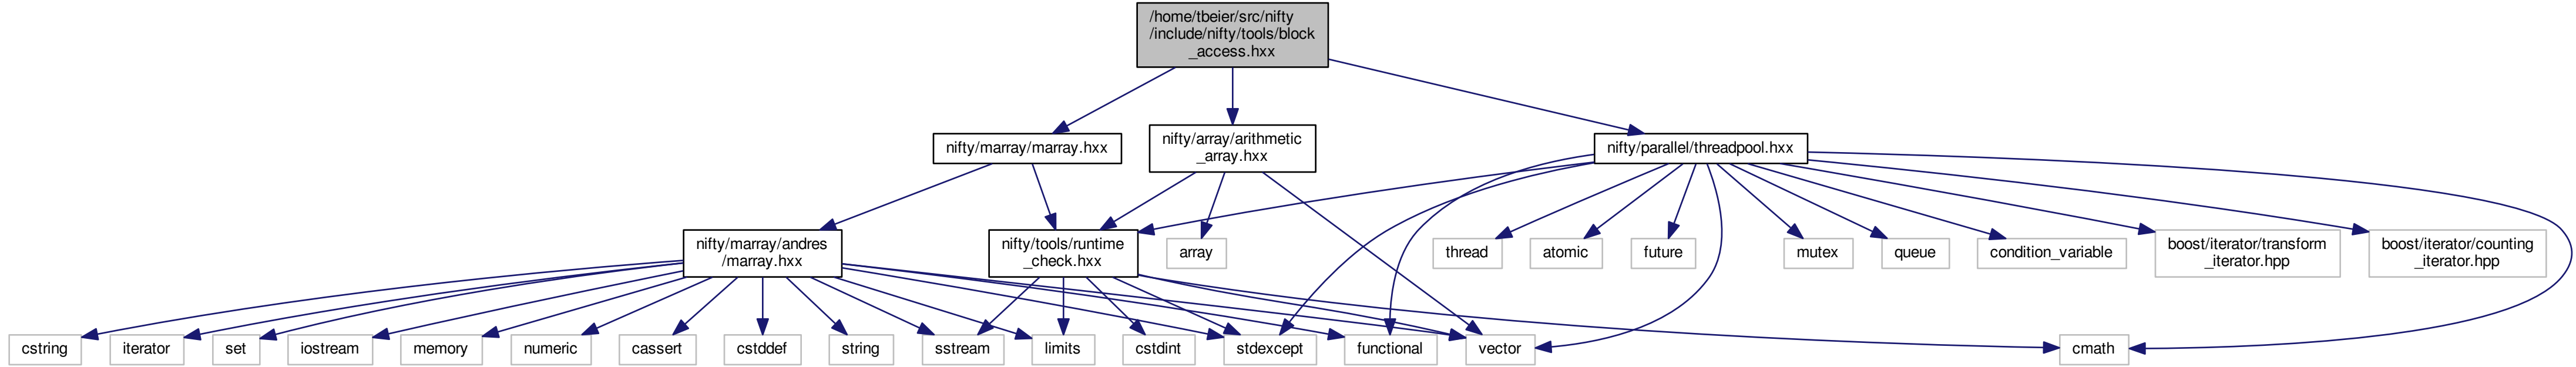 /home/tbeier/src/nifty
/include/nifty/tools/block
_access.hxx
nifty/marray/marray.hxx
nifty/array/arithmetic
_array.hxx
nifty/parallel/threadpool.hxx
nifty/marray/andres
/marray.hxx
nifty/tools/runtime
_check.hxx
array
thread
atomic
future
mutex
queue
condition_variable
boost/iterator/transform
_iterator.hpp
boost/iterator/counting
_iterator.hpp
cstring
iterator
set
iostream
memory
numeric
cassert
cstddef
string
sstream
limits
cstdint
stdexcept
functional
vector
cmath